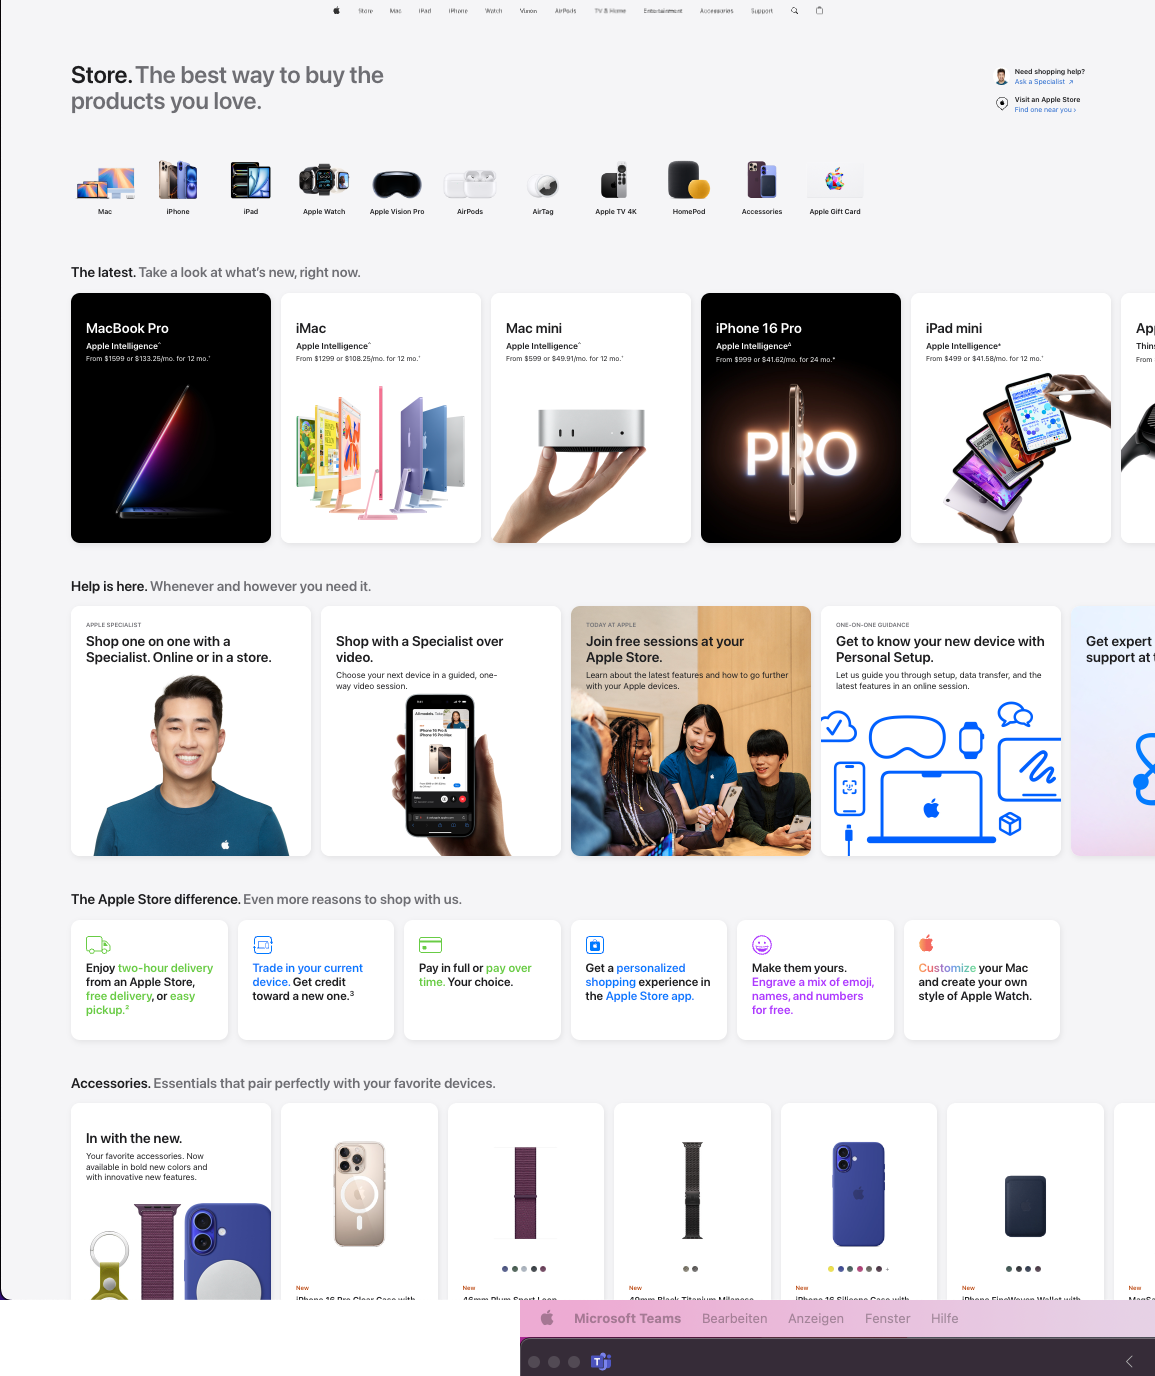 Store Mac iPad iPhone Watch Vision AirPods TV & Home Entertainment Accessories Support
Store. The best way to buy the
products you love.
Need shopping help?
Ask a Specialist ↗
Visit an Apple Store
Find one near you ›
Mac iPhone iPad Apple Watch Apple Vision Pro AirPods AirTag Apple TV 4K HomePod Accessories Apple Gift Card
The latest. Take a look at what's new, right now.
MacBook Pro
Apple Intelligence^
From $1599 or $133.25/mo. for 12 mo.
iMac
Apple Intelligence^
From $1299 or $108.25/mo. for 12 mo.
Mac mini
Apple Intelligence^
From $599 or $49.91/mo. for 12 mo.
iPhone 16 Pro
Apple Intelligence
From $999 or $41.62/mo. for 24 mo.
PRO
iPad mini
Apple Intelligence
From $499 or $41.58/mo. for 12 mo.
Thin
From
Help is here. Whenever and however you need it.
APPLE SPECIALIST
Shop one on one with a
Specialist. Online or in a store.
Shop with a Specialist over
video.
Choose your next device in a guided, one-
way video session.
iPhone 16 Pro &
iPhone 16 Pro Max
TODAY AT APPLE
Join free sessions at your
Apple Store.
Learn about the latest features and how to go further
with your Apple devices.
ONE-ON-ONE GUIDANCE
Get to know your new device with
Personal Setup.
Let us guide you through setup, data transfer, and the
latest features in an online session.
Get expert
support at
The Apple Store difference. Even more reasons to shop with us.
Enjoy two-hour delivery
from an Apple Store,
free delivery, or easy
pickup.²
Trade in your current
device. Get credit
toward a new one.³
Pay in full or pay over
time. Your choice.
Get a personalized
shopping experience in
the Apple Store app.
Make them yours.
Engrave a mix of emoji,
names, and numbers
for free.
Customize your Mac
and create your own
style of Apple Watch.
Accessories. Essentials that pair perfectly with your favorite devices.
In with the new.
Your favorite accessories. Now
available in bold new colors and
with innovative new features.
New
iPhone 16 Pro Clear Case with
New
46mm Plum Sport Loop
New
49mm Black Titanium Milanese
New
iPhone 16 Silicone Case with
New
iPhone FineWoven Wallet with
Microsoft Teams Bearbeiten Anzeigen Fenster Hilfe
T